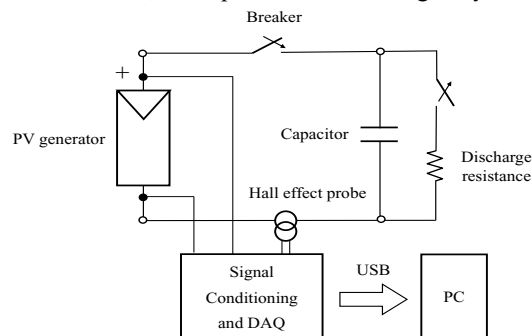 Breaker
+
PV generator
Capacitor
Discharge
resistance
Hall effect probe
Signal
Conditioning
and DAQ
USB
PC